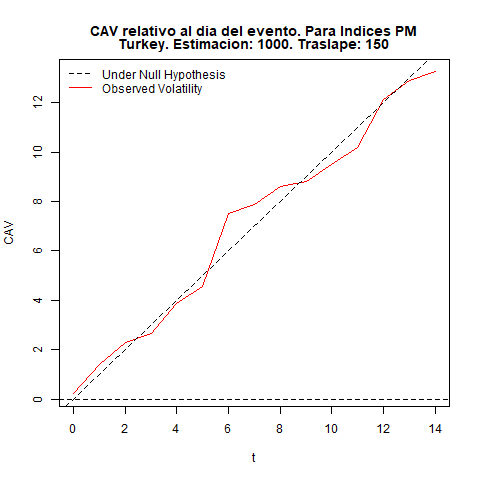 CAV relativo al dia del evento. Para Indices PM
Turkey. Estimacion: 1000. Traslape: 150
Under Null Hypothesis
Observed Volatility
CAV
12
10
8
6
4
2
0
0 2 4 6 8 10 12 14
t